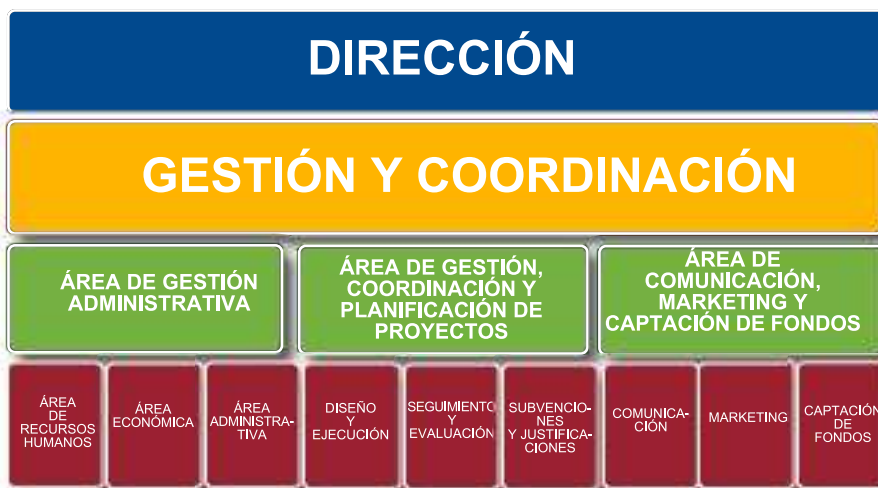 DIRECCIÓN
GESTIÓN Y COORDINACIÓN
ÁREA DE GESTIÓN
ADMINISTRATIVA
ÁREA DE GESTIÓN,
COORDINACIÓN Y
PLANIFICACIÓN DE
PROYECTOS
ÁREA DE
COMUNICACIÓN,
MARKETING Y
CAPTACIÓN DE FONDOS
ÁREA
DE
RECURSOS
HUMANOS
ÁREA
ECONÓMICA
ÁREA
ADMINISTRA-
TIVA
DISEÑO
Y
EJECUCIÓN
SEGUIMIENTO
Y
EVALUACIÓN
SUBVENCIO-
NES
Y JUSTIFICA-
CIONES
COMUNICA-
CIÓN
MARKETING
CAPTACIÓN
DE
FONDOS